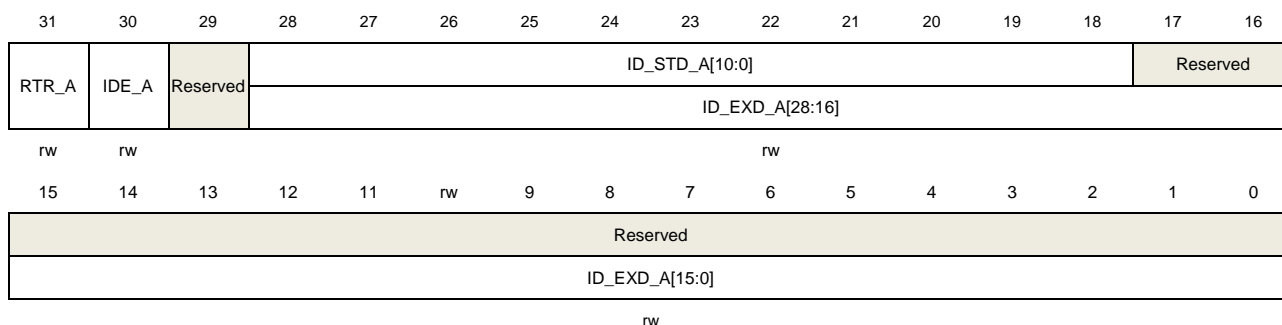 31 30 29 28 27 26 25 24 23 22 21 20 19 18 17 16
RTR_A IDE_A Reserved ID_STD_A[10:0] Reserved
ID_EXD_A[28:16]
rw rw rw
15 14 13 12 11 rw 9 8 7 6 5 4 3 2 1 0
Reserved
ID_EXD_A[15:0]
rw